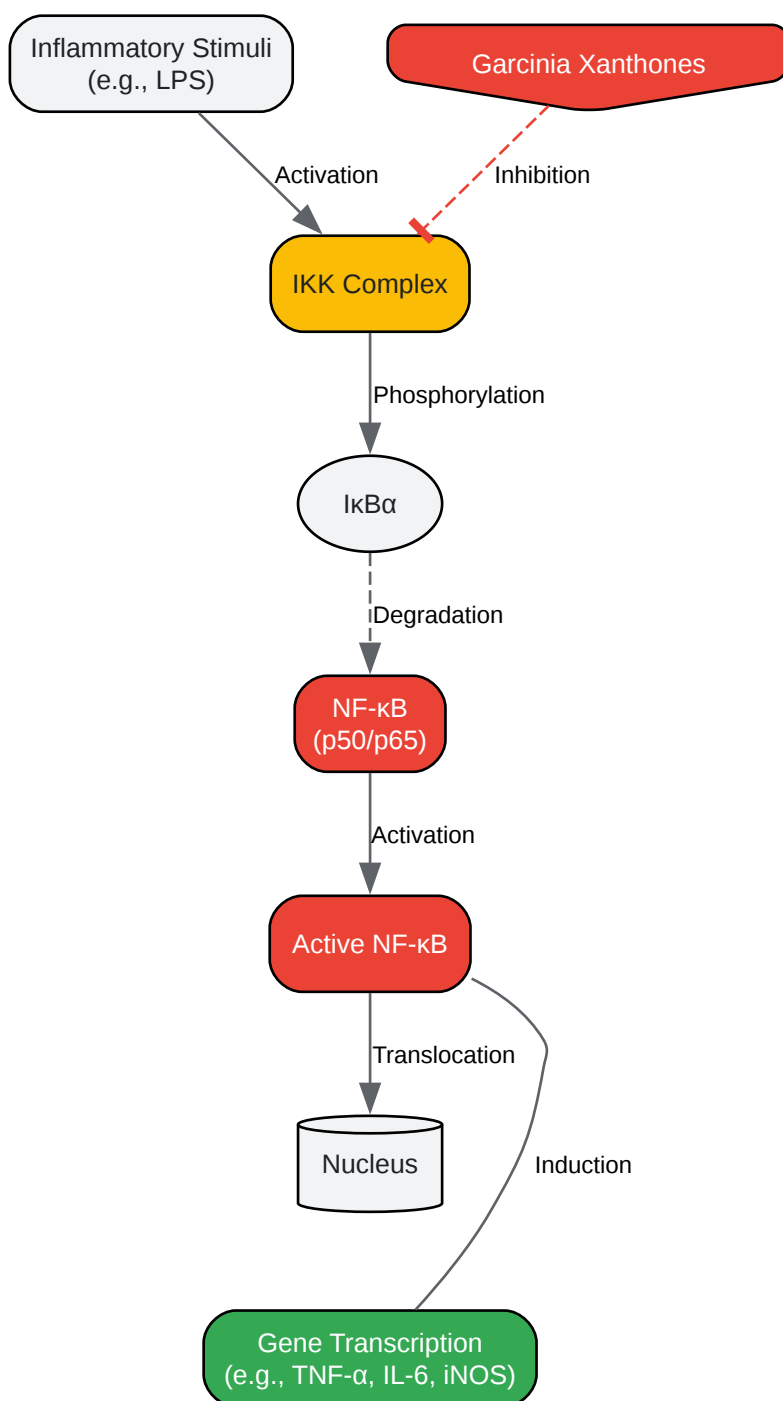 Inflammatory Stimuli
(e.g., LPS)
Garcinia Xanthones
Activation
Inhibition
IKK Complex
Phosphorylation
IκBα
Degradation
NF-κB
(p50/p65)
Activation
Active NF-κB
Translocation
Nucleus
Induction
Gene Transcription
(e.g., TNF-α, IL-6, iNOS)